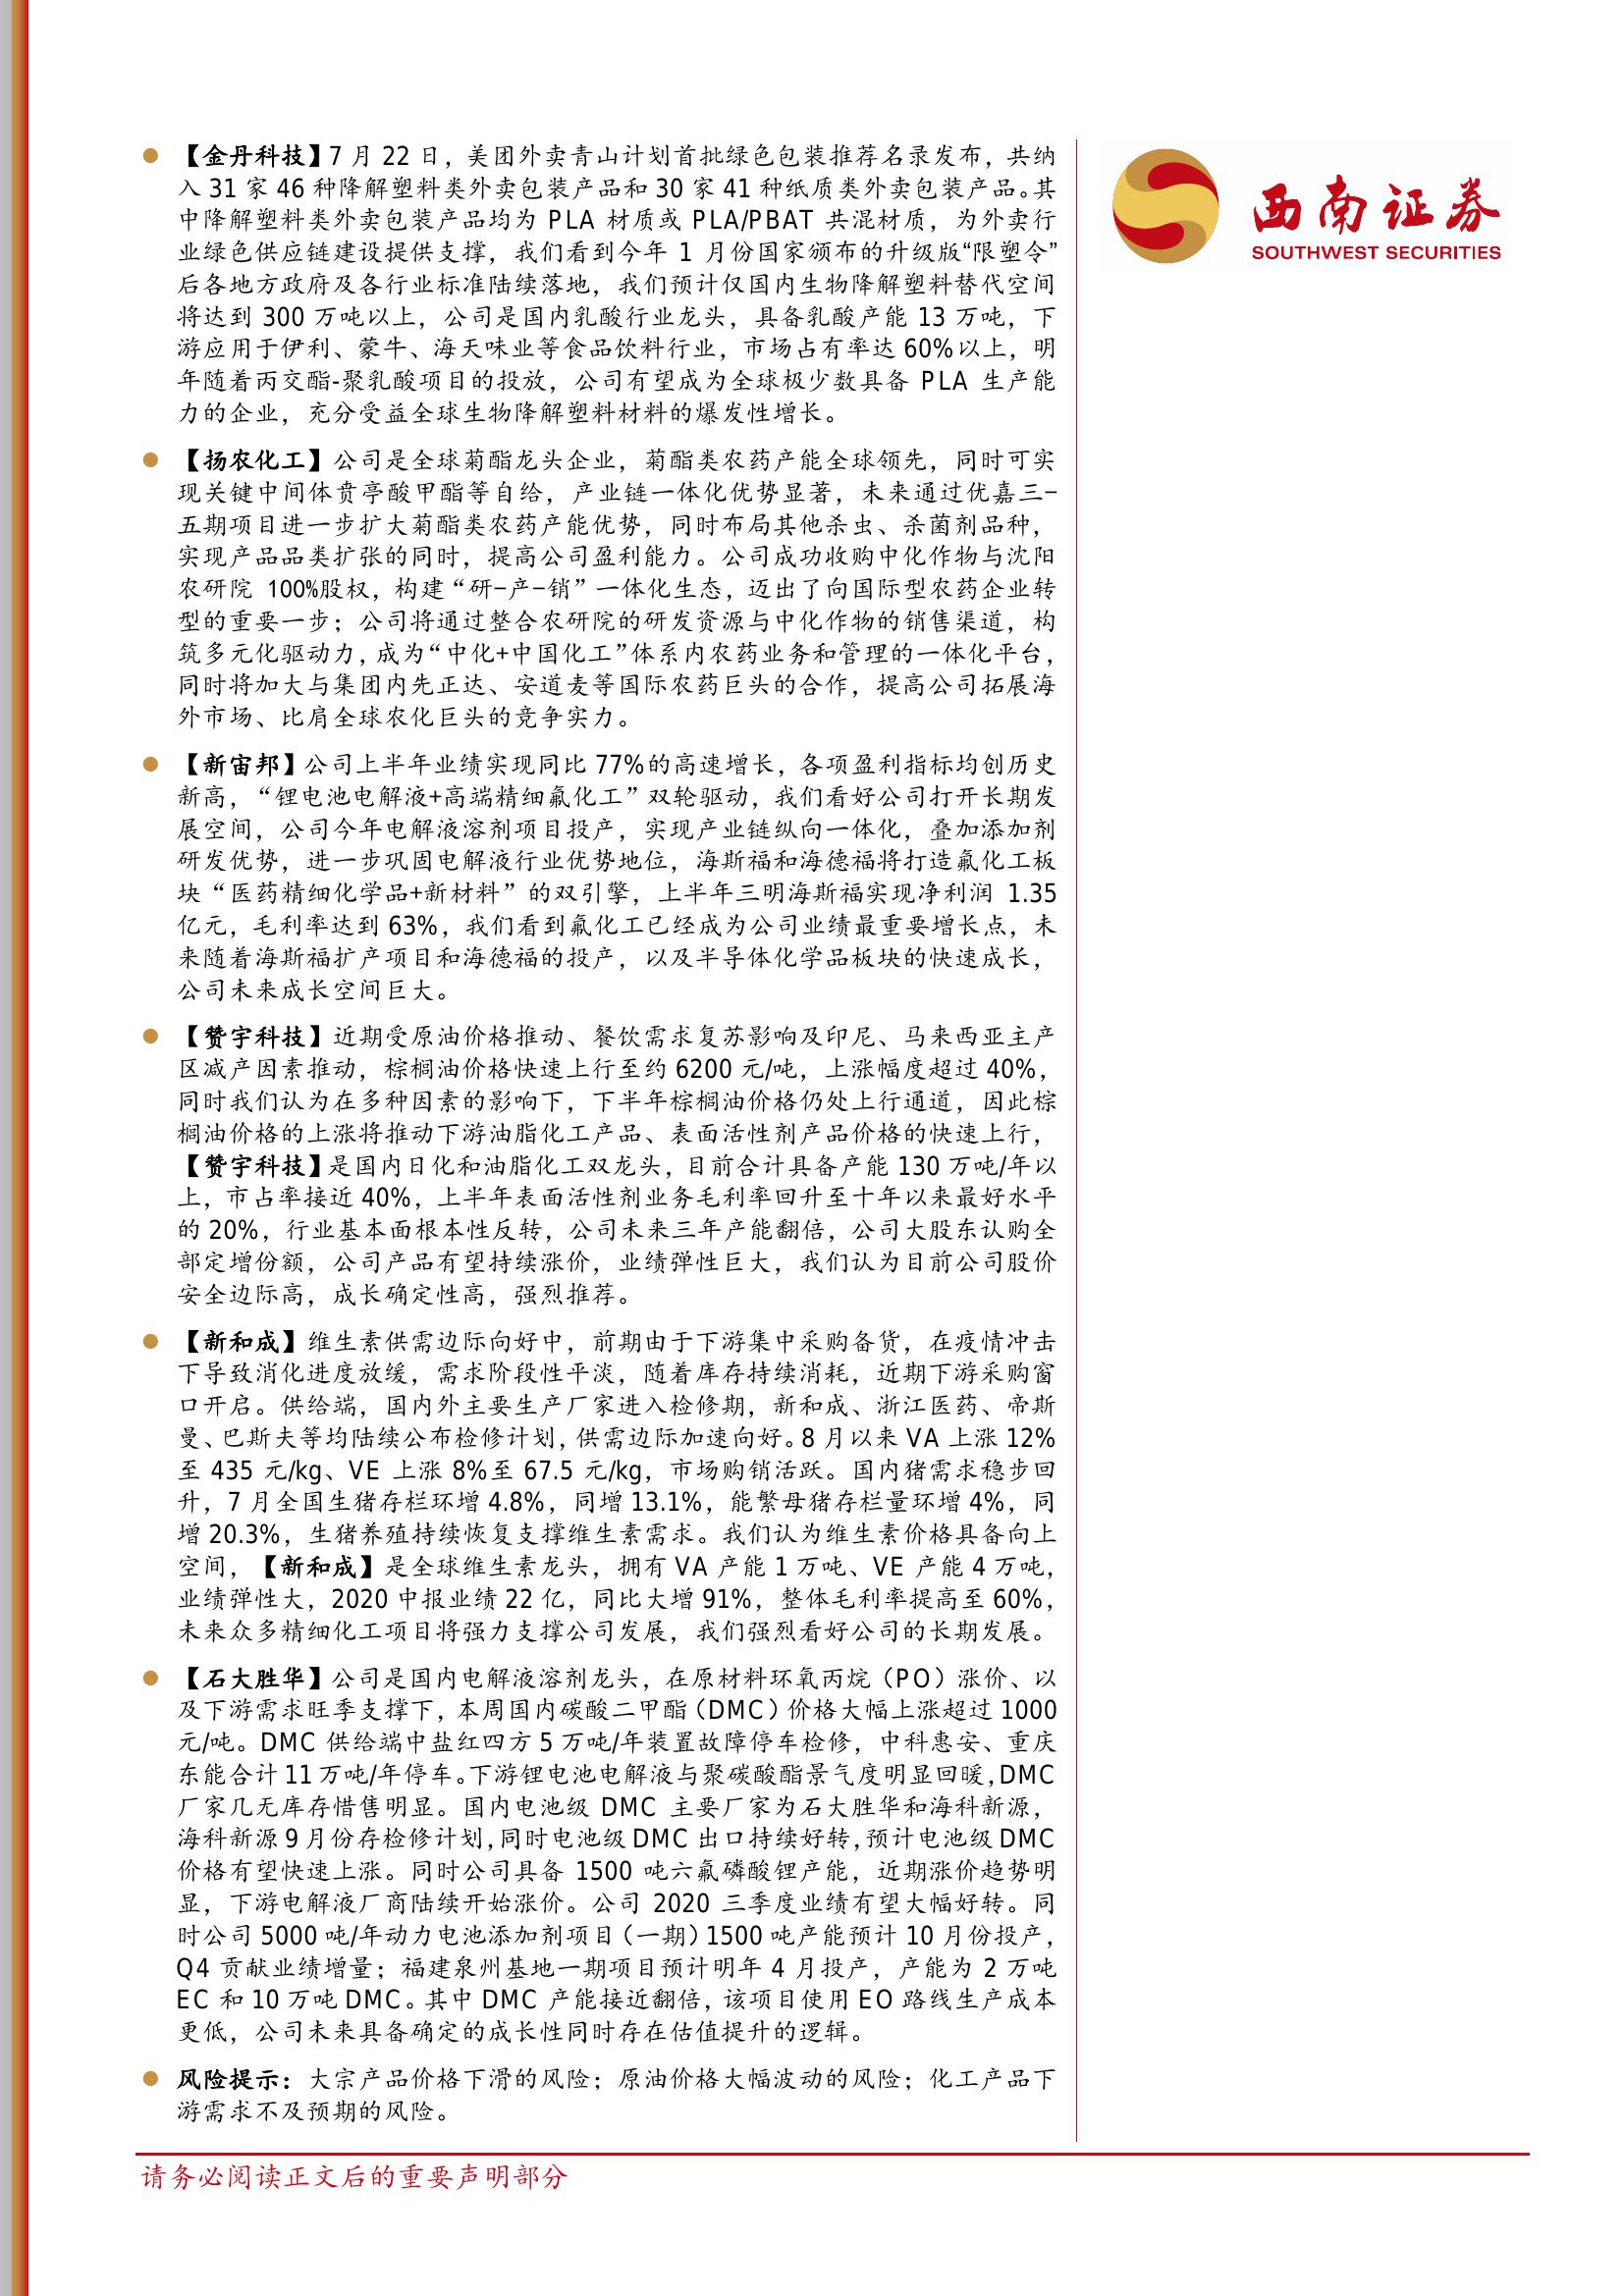 【金丹科技】7 月 22 日，美团外卖青山计划首批绿色包装推荐名录发布，共纳
入 31 家 46 种降解塑料类外卖包装产品和 30 家 41 种纸质类外卖包装产品。其
中降解塑料类外卖包装产品均为 PLA 材质或 PLA/PBAT 共混材质，为外卖行
业绿色供应链建设提供支撑，我们看到今年 1 月份国家颁布的升级版“限塑令”
后各地方政府及各行业标准陆续落地，我们预计仅国内生物降解塑料替代空间
将达到 300 万吨以上，公司是国内乳酸行业龙头，具备乳酸产能 13 万吨，下
游应用于伊利、蒙牛、海天味业等食品饮料行业，市场占有率达 60%以上，明
年随着丙交酯-聚乳酸项目的投放，公司有望成为全球极少数具备 PLA 生产能
力的企业，充分受益全球生物降解塑料材料的爆发性增长。
【扬农化工】公司是全球菊酯龙头企业，菊酯类农药产能全球领先，同时可实
现关键中间体贲亭酸甲酯等自给，产业链一体化优势显著，未来通过优嘉三-
五期项目进一步扩大菊酯类农药产能优势，同时布局其他杀虫、杀菌剂品种，
实现产品品类扩张的同时，提高公司盈利能力。公司成功收购中化作物与沈阳
农研院 100%股权，构建“研-产-销”一体化生态，迈出了向国际型农药企业转
型的重要一步；公司将通过整合农研院的研发资源与中化作物的销售渠道，构
筑多元化驱动力，成为“中化+中国化工”体系内农药业务和管理的一体化平台，
同时将加大与集团内先正达、安道麦等国际农药巨头的合作，提高公司拓展海
外市场、比肩全球农化巨头的竞争实力。
【新宙邦】公司上半年业绩实现同比 77%的高速增长，各项盈利指标均创历史
新高，“锂电池电解液+高端精细氟化工”双轮驱动，我们看好公司打开长期发
展空间，公司今年电解液溶剂项目投产，实现产业链纵向一体化，叠加添加剂
研发优势，进一步巩固电解液行业优势地位，海斯福和海德福将打造氟化工板
块“医药精细化学品+新材料”的双引擎，上半年三明海斯福实现净利润 1.35
亿元，毛利率达到 63%，我们看到氟化工已经成为公司业绩最重要增长点，未
来随着海斯福扩产项目和海德福的投产，以及半导体化学品板块的快速成长，
公司未来成长空间巨大。
【赞宇科技】近期受原油价格推动、餐饮需求复苏影响及印尼、马来西亚主产
区减产因素推动，棕榈油价格快速上行至约 6200 元/吨，上涨幅度超过 40%，
同时我们认为在多种因素的影响下，下半年棕榈油价格仍处上行通道，因此棕
榈油价格的上涨将推动下游油脂化工产品、表面活性剂产品价格的快速上行，
【赞宇科技】是国内日化和油脂化工双龙头，目前合计具备产能 130 万吨/年以
上，市占率接近 40%，上半年表面活性剂业务毛利率回升至十年以来最好水平
的 20%，行业基本面根本性反转，公司未来三年产能翻倍，公司大股东认购全
部定增份额，公司产品有望持续涨价，业绩弹性巨大，我们认为目前公司股价
安全边际高，成长确定性高，强烈推荐。
【新和成】维生素供需边际向好中，前期由于下游集中采购备货，在疫情冲击
下导致消化进度放缓，需求阶段性平淡，随着库存持续消耗，近期下游采购窗
口开启。供给端，国内外主要生产厂家进入检修期，新和成、浙江医药、帝斯
曼、巴斯夫等均陆续公布检修计划，供需边际加速向好。8 月以来 VA 上涨 12%
至 435 元/kg、VE 上涨 8%至 67.5 元/kg，市场购销活跃。国内猪需求稳步回
升，7 月全国生猪存栏环增 4.8%，同增 13.1%，能繁母猪存栏量环增 4%，同
增 20.3%，生猪养殖持续恢复支撑维生素需求。我们认为维生素价格具备向上
空间，【新和成】是全球维生素龙头，拥有 VA 产能 1 万吨、VE 产能 4 万吨，
业绩弹性大，2020 中报业绩 22 亿，同比大增 91%，整体毛利率提高至 60%，
未来众多精细化工项目将强力支撑公司发展，我们强烈看好公司的长期发展。
【石大胜华】公司是国内电解液溶剂龙头，在原材料环氧丙烷（PO）涨价、以
及下游需求旺季支撑下，本周国内碳酸二甲酯（DMC）价格大幅上涨超过 1000
元/吨。DMC 供给端中盐红四方 5 万吨/年装置故障停车检修，中科惠安、重庆
东能合计 11 万吨/年停车。下游锂电池电解液与聚碳酸酯景气度明显回暖，DMC
厂家几无库存惜售明显。国内电池级 DMC 主要厂家为石大胜华和海科新源，
海科新源 9 月份存检修计划，同时电池级 DMC 出口持续好转，预计电池级 DMC
价格有望快速上涨。同时公司具备 1500 吨六氟磷酸锂产能，近期涨价趋势明
显，下游电解液厂商陆续开始涨价。公司 2020 三季度业绩有望大幅好转。同
时公司 5000 吨/年动力电池添加剂项目（一期）1500 吨产能预计 10 月份投产，
Q4 贡献业绩增量；福建泉州基地一期项目预计明年 4 月投产，产能为 2 万吨
EC 和 10 万吨 DMC。其中 DMC 产能接近翻倍，该项目使用 EO 路线生产成本
更低，公司未来具备确定的成长性同时存在估值提升的逻辑。
风险提示：大宗产品价格下滑的风险；原油价格大幅波动的风险；化工产品下
游需求不及预期的风险。
西南证券
SOUTHWEST SECURITIES
请务必阅读正文后的重要声明部分